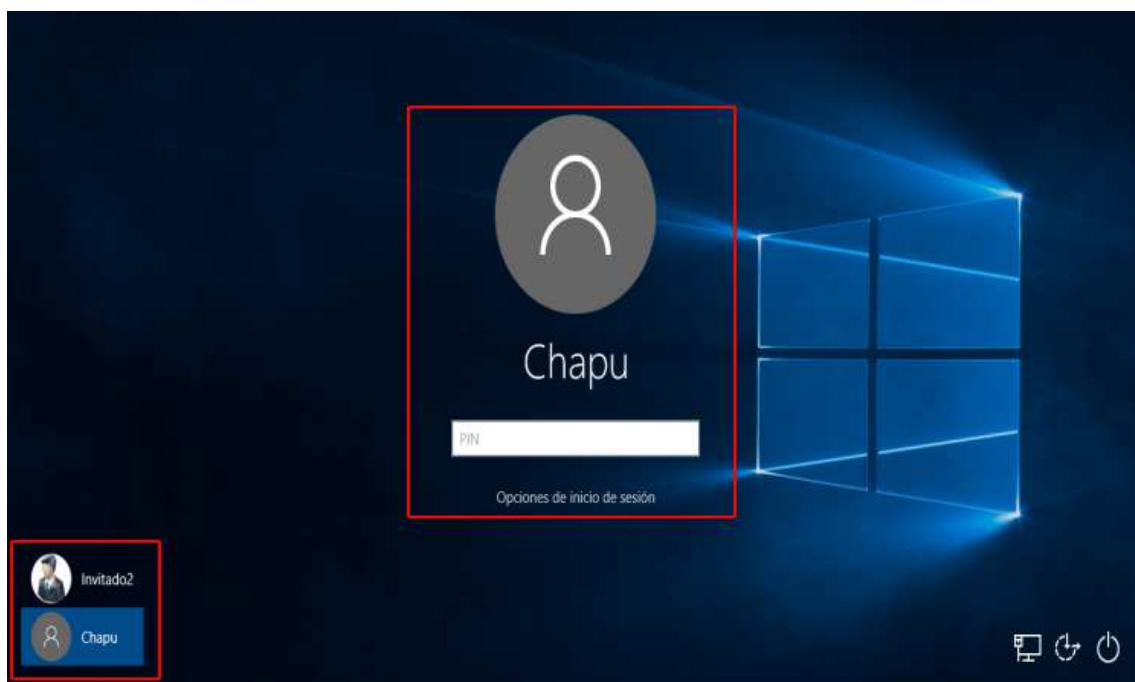 Chapu
PIN
Opciones de inicio de sesión
Invitado2
Chapu